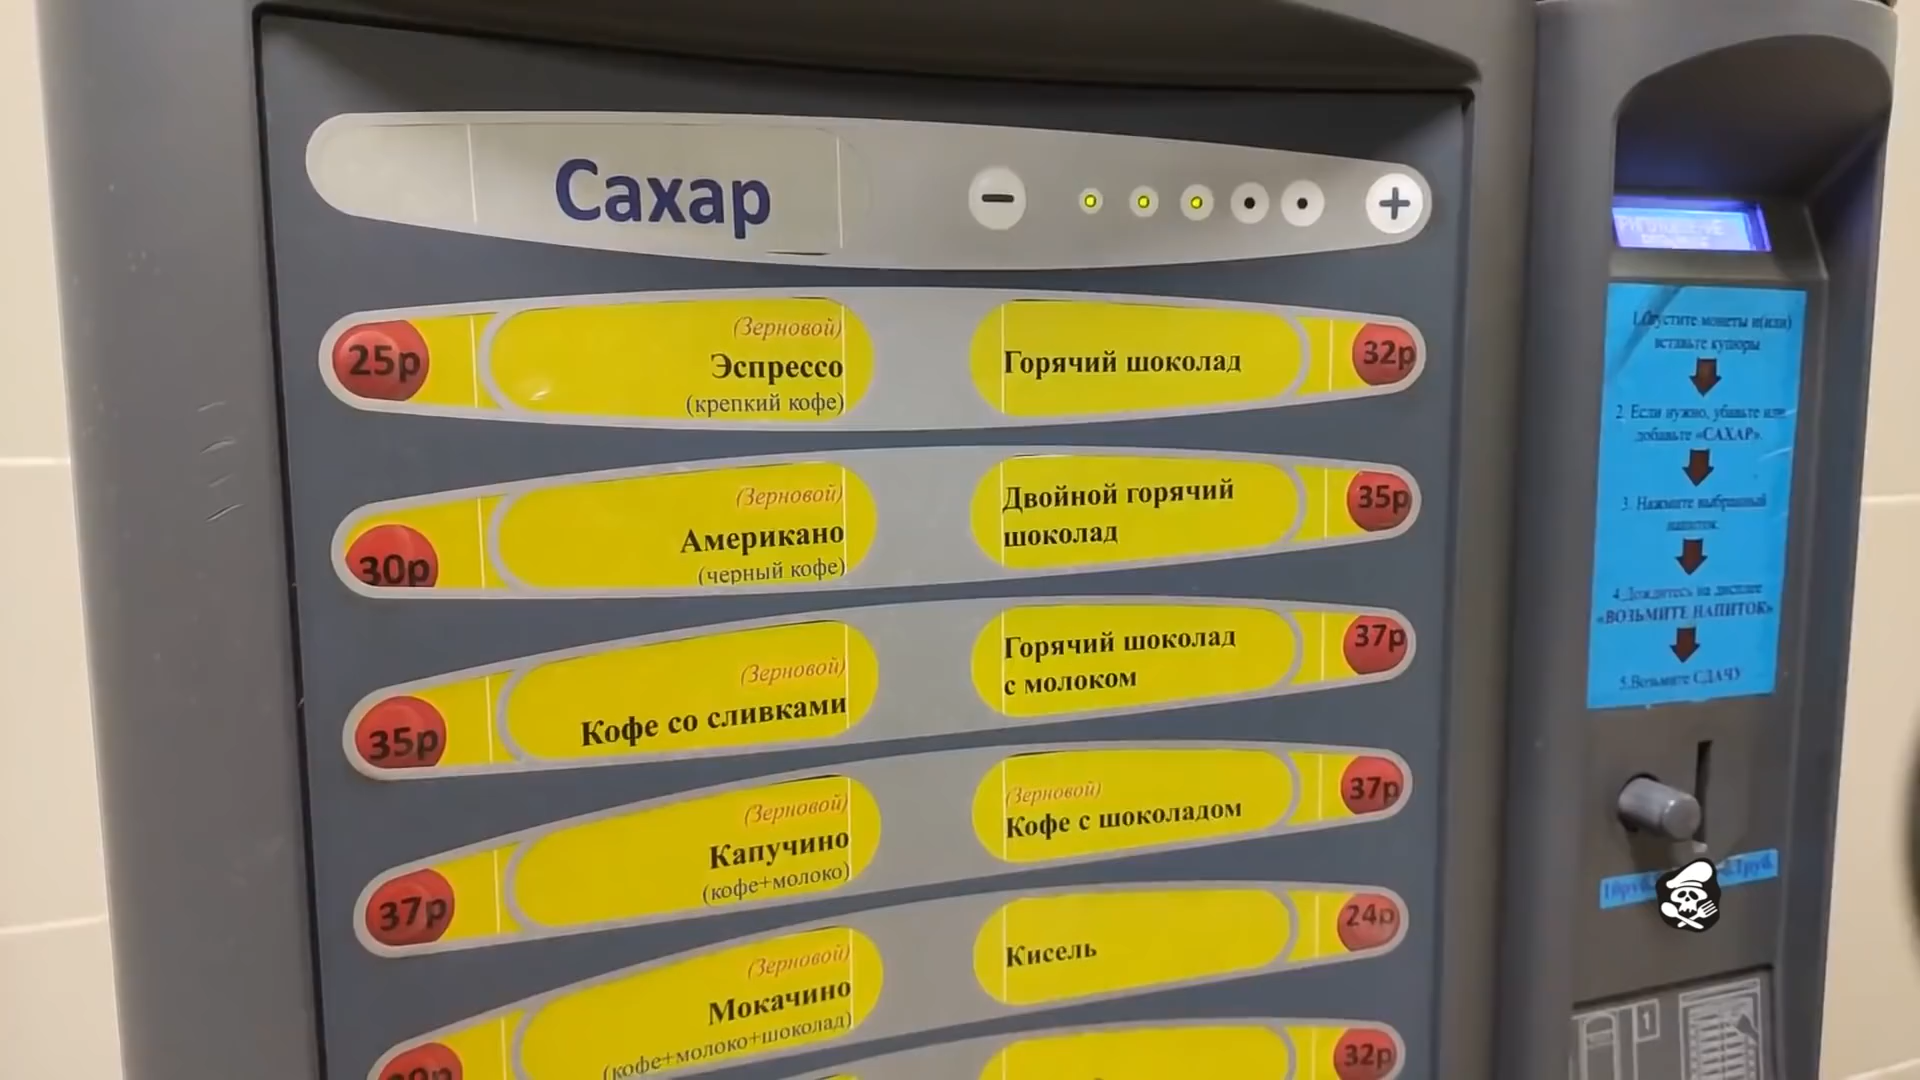 Сахар
25р
(Зерновой)
Эспрессо
(крепкий кофе)
Горячий шоколад
32р
30р
(Зерновой)
Американо
(черный кофе)
Двойной горячий
шоколад
35р
35р
(Зерновой)
Кофе со сливками
Горячий шоколад
с молоком
37р
37р
(Зерновой)
Капучино
(кофе+молоко)
(Зерновой)
Кофе с шоколадом
37р
(Зерновой)
Мокачино
(кофе+молоко+шоколад)
Кисель
24р
32р
1.Опустите монеты и(или)
вставьте купюры
2. Если нужно, убавьте или
добавьте «САХАР».
3. Нажмите выбранный
напиток.
4.Дождитесь на дисплее
«ВОЗЬМИТЕ НАПИТОК»
5.Возьмите СДАЧУ
1